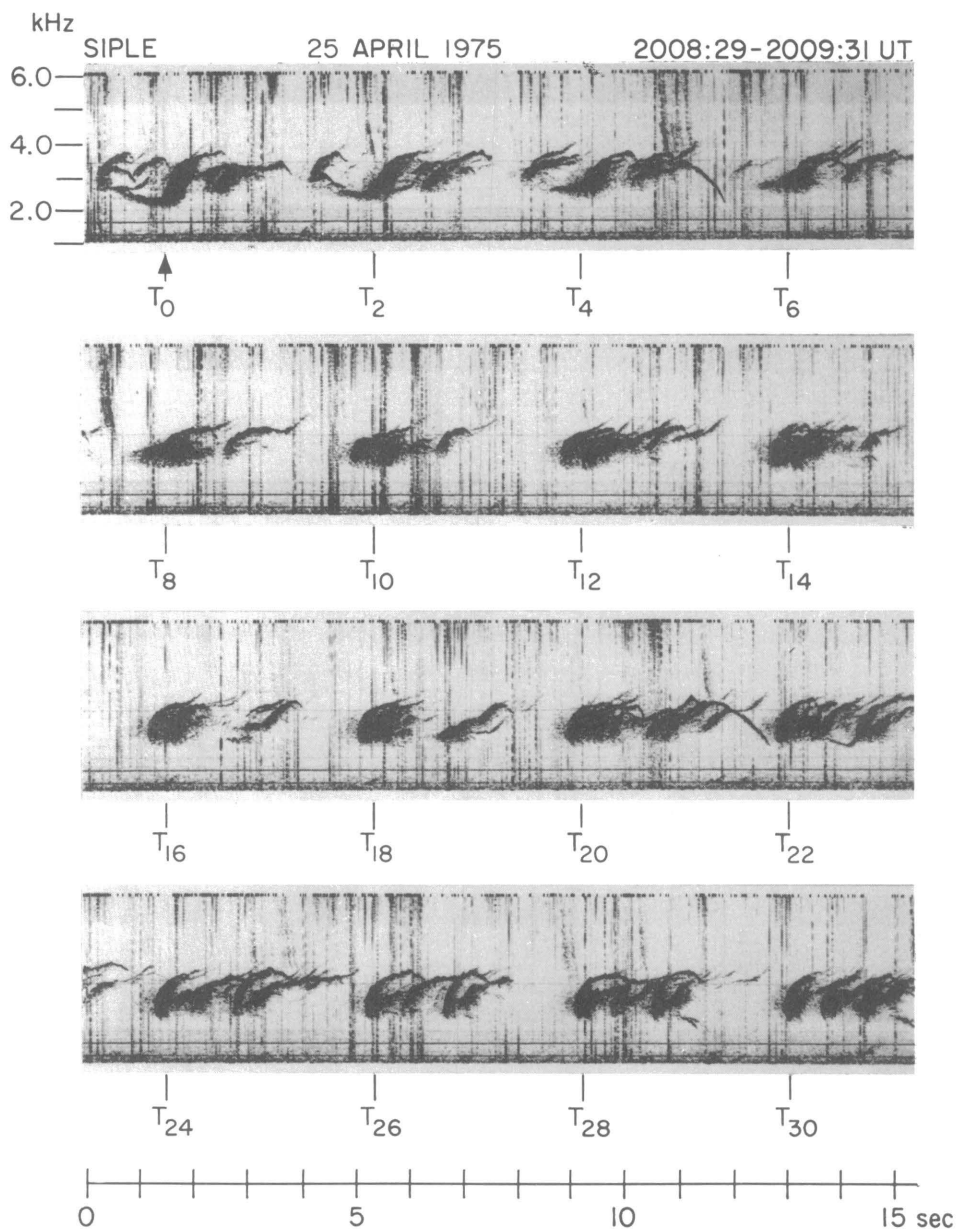 kHz
SIPLE 25 APRIL 1975 2008:29-2009:31 UT
6.0
4.0
2.0
T0 T2 T4 T6
T8 T10 T12 T14
T16 T18 T20 T22
T24 T26 T28 T30
0 5 10 15 sec